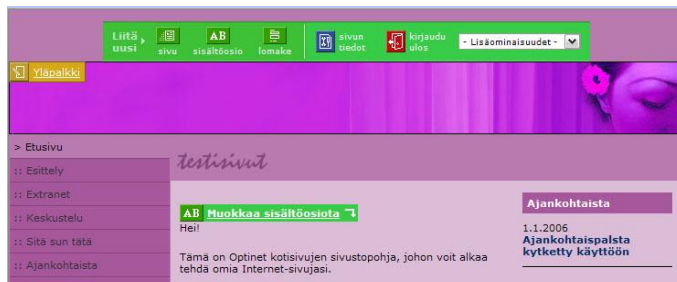 Liitä uusi
sivu
AB
sisältöosio
lomake
sivun tiedot
kirjaudu ulos
- Lisäominaisuudet -
Yläpalkki
> Etusivu
:: Esittely
:: Extranet
:: Keskustelu
:: Sitä sun tätä
:: Ajankohtaista
testisivut
AB Muokkaa sisältöosiota
Hei!
Tämä on Optinet kotisivujen sivustopohja, johon voit alkaa
tehdä omia Internet-sivujasi.
Ajankohtaista
1.1.2006
Ajankohtaispalsta
kytketty käyttöön